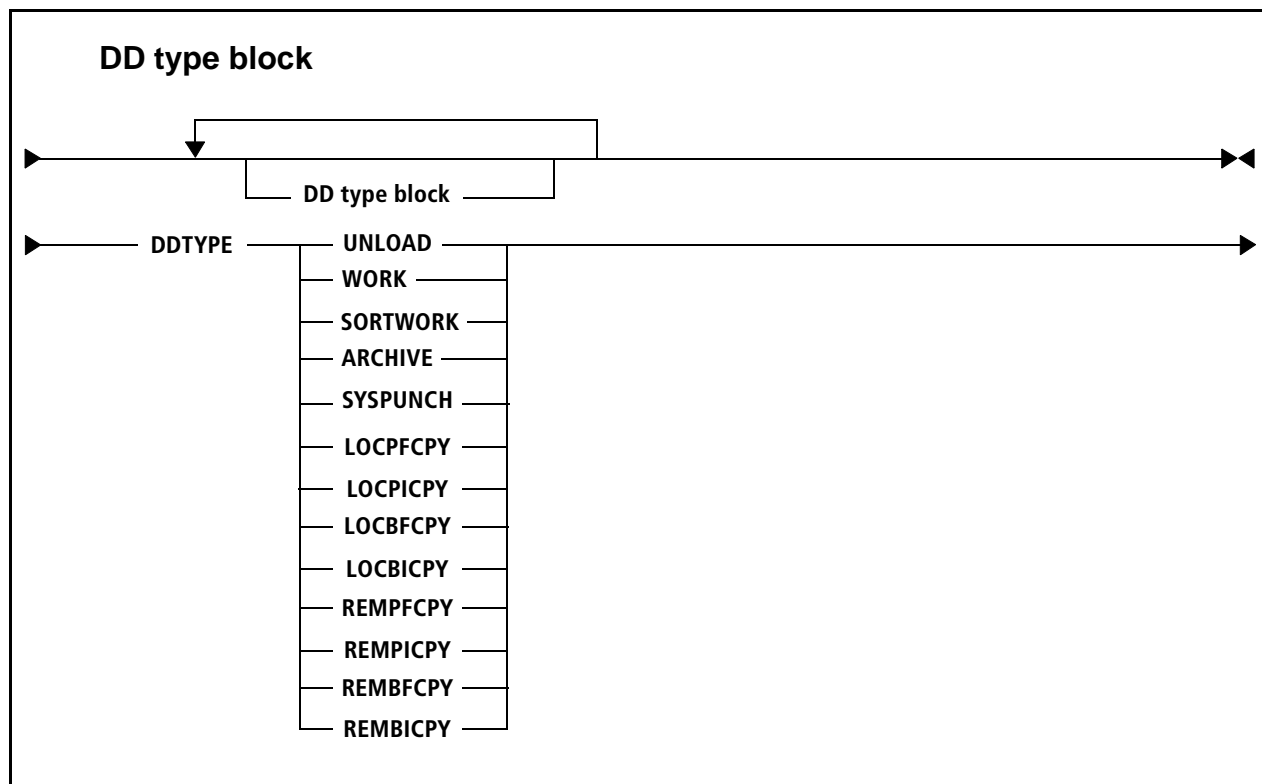 DD type block
DD type block
DDTYPE UNLOAD
WORK
SORTWORK
ARCHIVE
SYSPUNCH
LOCPFCPY
LOCPICPY
LOCBFCPY
LOCBICPY
REMPFCPY
REMPICPY
REMBFCPY
REMBICPY